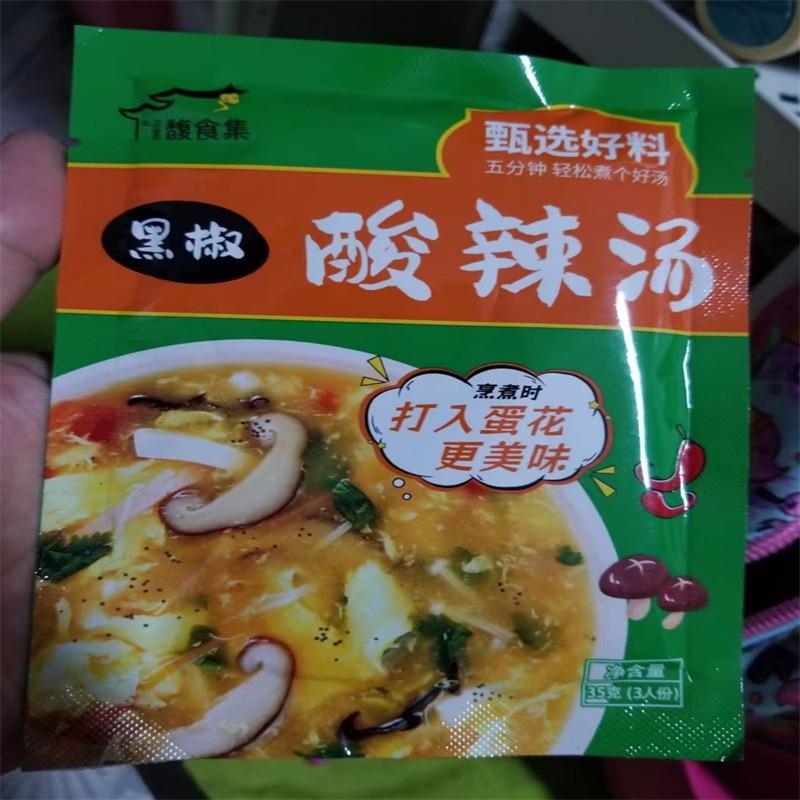 馥食集
甄选好料
五分钟 轻松煮个好汤
黑椒
酸辣汤
烹煮时
打入蛋花
更美味
净含量
35克 (3人份)